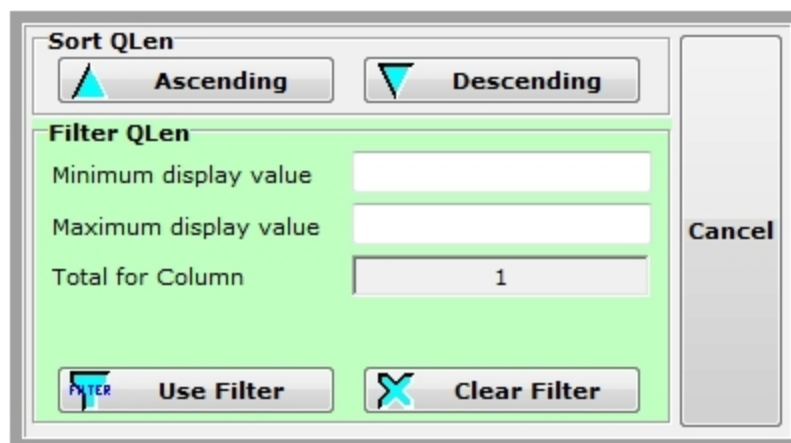 Sort QLen
Ascending
Descending
Filter QLen
Minimum display value
Maximum display value
Total for Column
1
Cancel
FILTER
Use Filter
Clear Filter